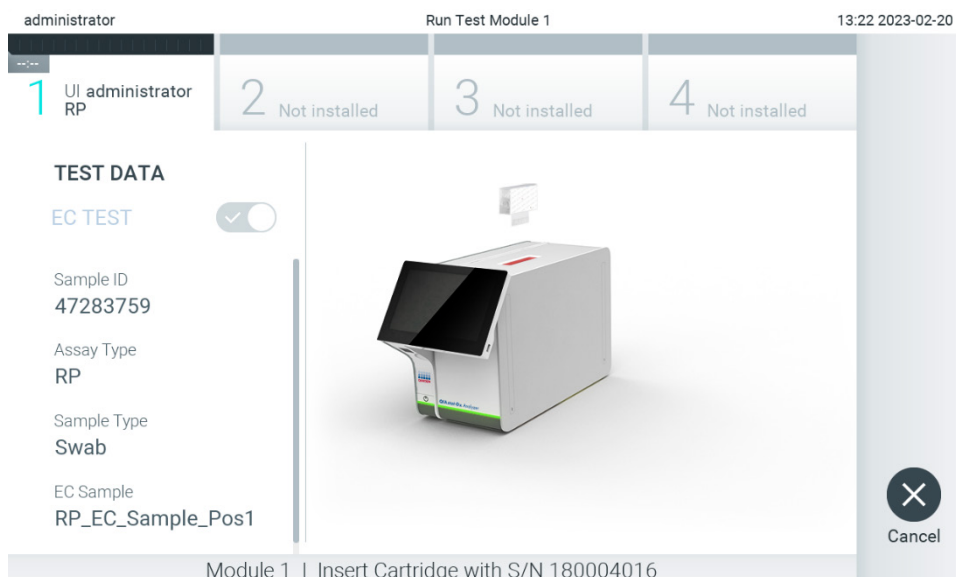 administrator
Run Test Module 1
13:22 2023-02-20
--:--
1
UI administrator
RP
2
Not installed
3
Not installed
4
Not installed
TEST DATA
EC TEST
Sample ID
47283759
Assay Type
RP
Sample Type
Swab
EC Sample
RP_EC_Sample_Pos1
Cancel
Module 1 | Insert Cartridge with S/N 180004016